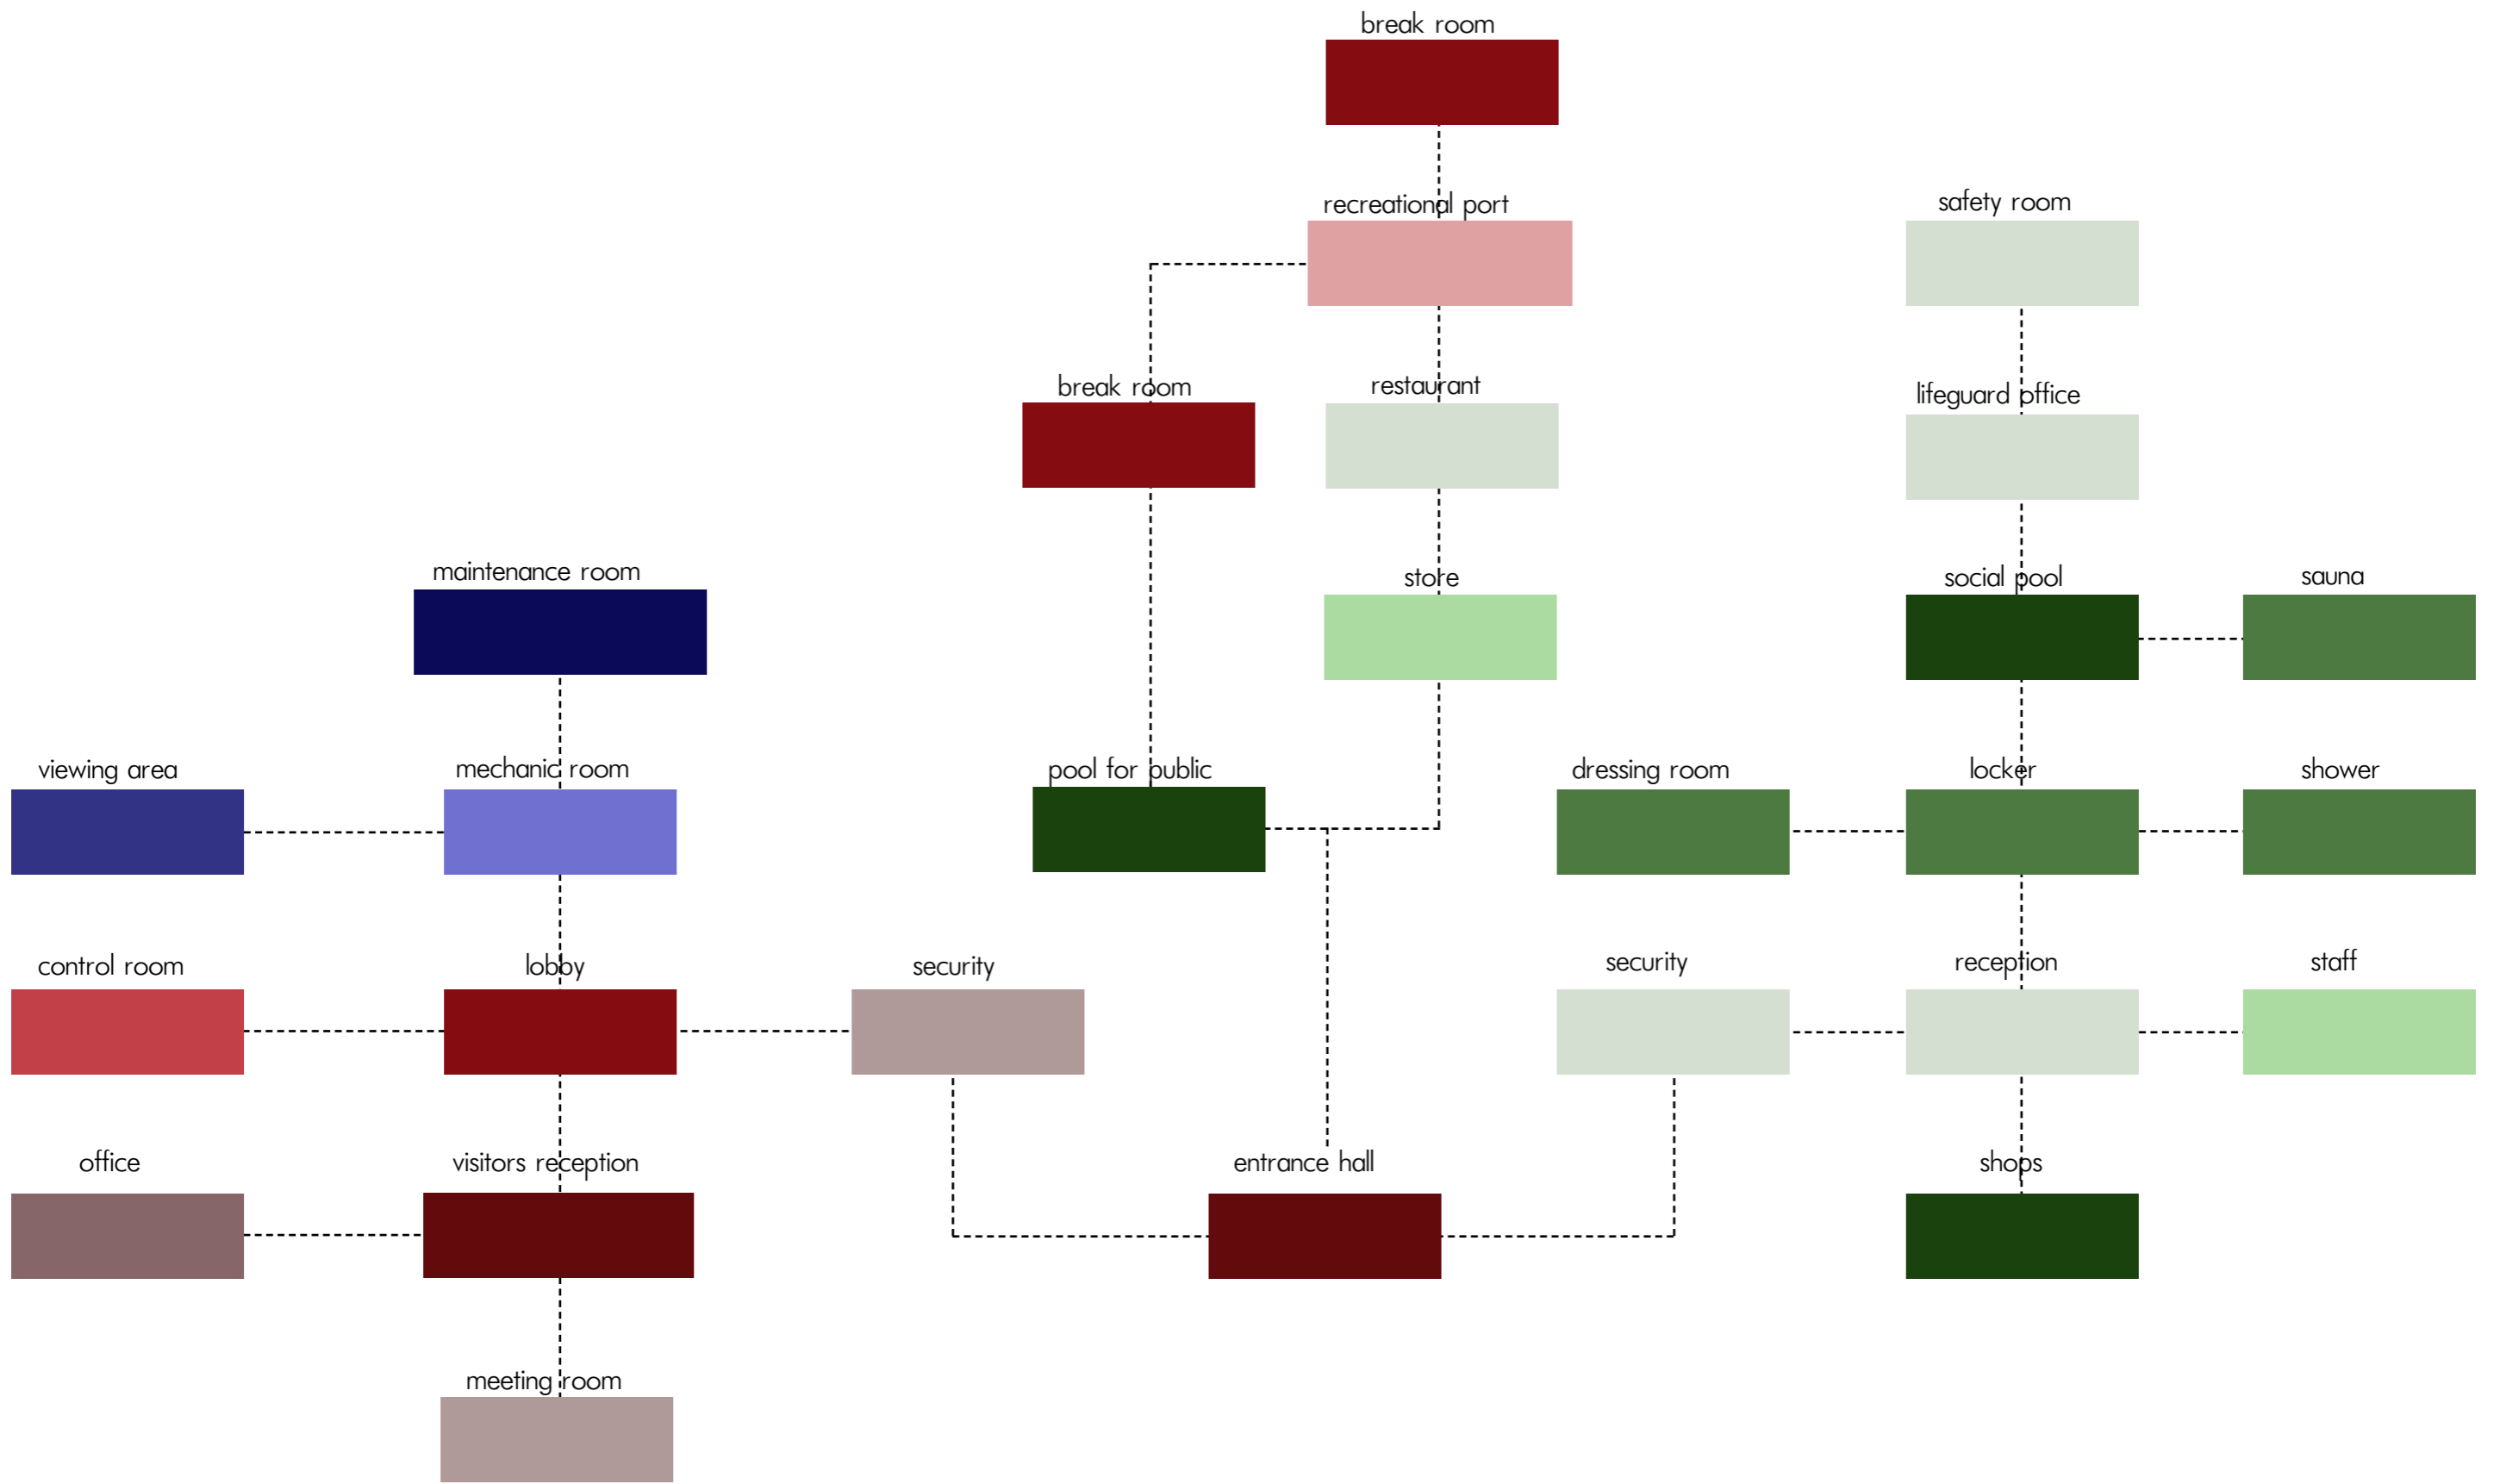 break room
recreational port
safety room
break room
restaurant
lifeguard office
maintenance room
store
social pool
sauna
viewing area
mechanic room
pool for public
dressing room
locker
shower
control room
lobby
security
security
reception
staff
office
visitors reception
entrance hall
shops
meeting room